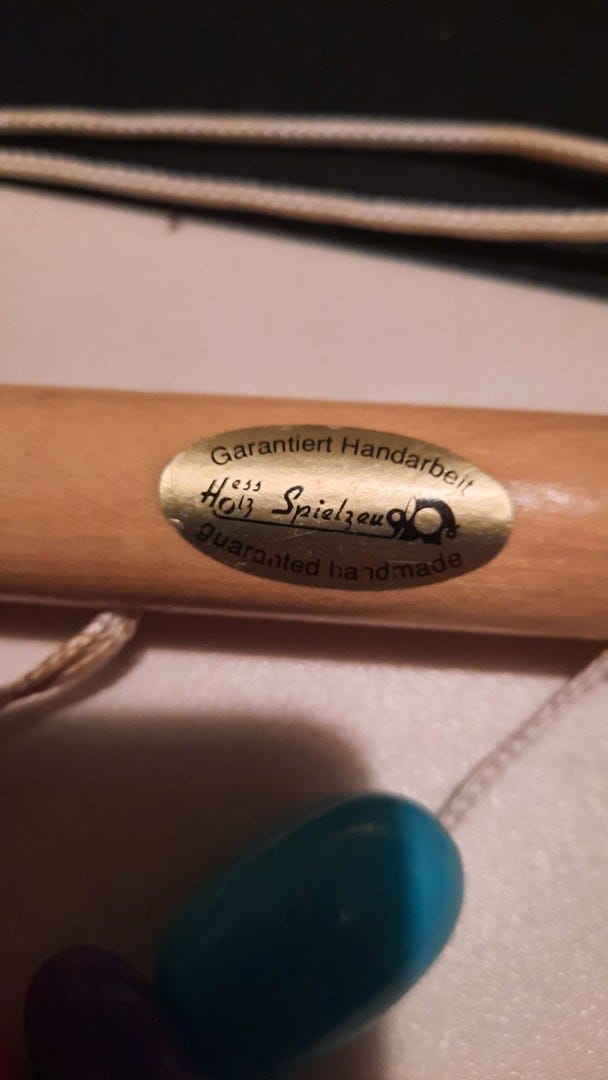 Garantiert Handarbeit
Hess
Holz Spielzeug
guaranted handmade